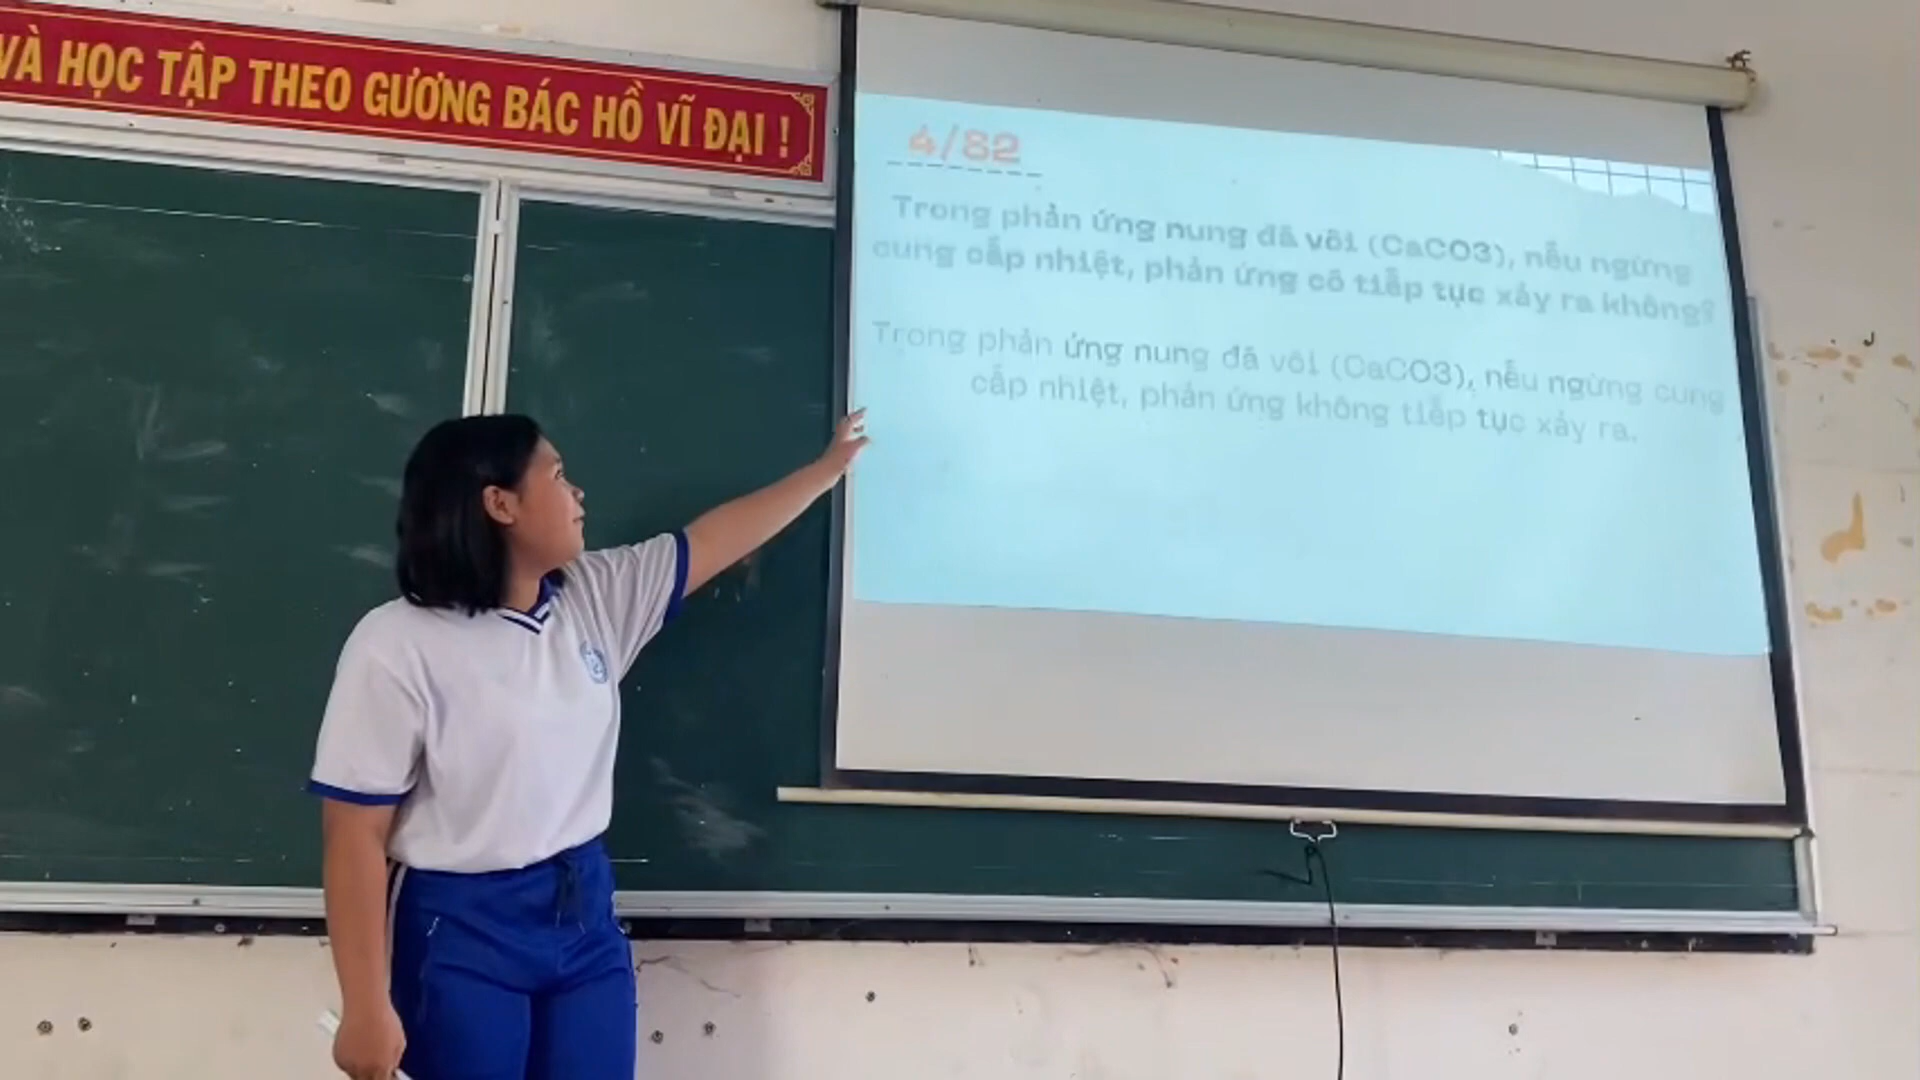 VÀ HỌC TẬP THEO GƯƠNG BÁC HỒ VĨ ĐẠI !
4/82
Trong phản ứng nung đá vôi (CaCO3), nếu ngừng
cung cấp nhiệt, phản ứng có tiếp tục xảy ra không?
Trong phản ứng nung đá vôi (CaCO3), nếu ngừng cung
cấp nhiệt, phản ứng không tiếp tục xảy ra.